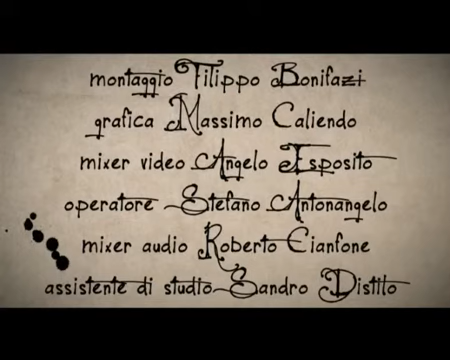 montaggio Filippo Bonifazi
grafica Massimo Caliendo
mixer video Angelo Esposito
operatore Stefano Antonangelo
mixer audio Roberto Cianfone
assistente di studio Sandro Distilo